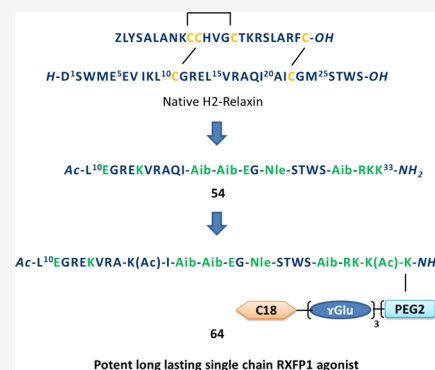 ZLYSALANKCCHVGCTKRSLARFC-OH
H-D¹SWME⁵EV IKL¹⁰CGREL¹⁵VRAQI²⁰AICGM²⁵STWS-OH
Native H2-Relaxin
Ac-L¹⁰EGREKVRAQI-Aib-Aib-EG-Nle-STWS-Aib-RKK³³-NH₂
54
Ac-L¹⁰EGREKVRA-K(Ac)-I-Aib-Aib-EG-Nle-STWS-Aib-RK-K(Ac)-K-NH
C18 γGlu PEG2
3
64
Potent long lasting single chain RXFP1 agonist